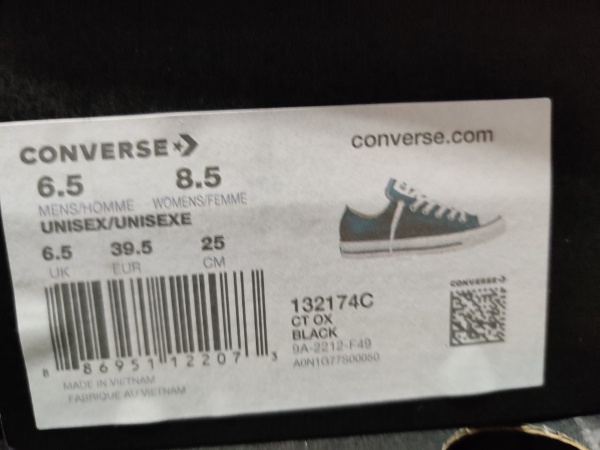 CONVERSE
converse.com
6.5 8.5
MENS/HOMME WOMENS/FEMME
UNISEX/UNISEXE
6.5 39.5 25
UK EUR CM
CONVERSE
132174C
CT OX
BLACK
9A-2212-F49
A0N1G77S00060
8 86951 12207 3
MADE IN VIETNAM
FABRIQUE AU VIETNAM